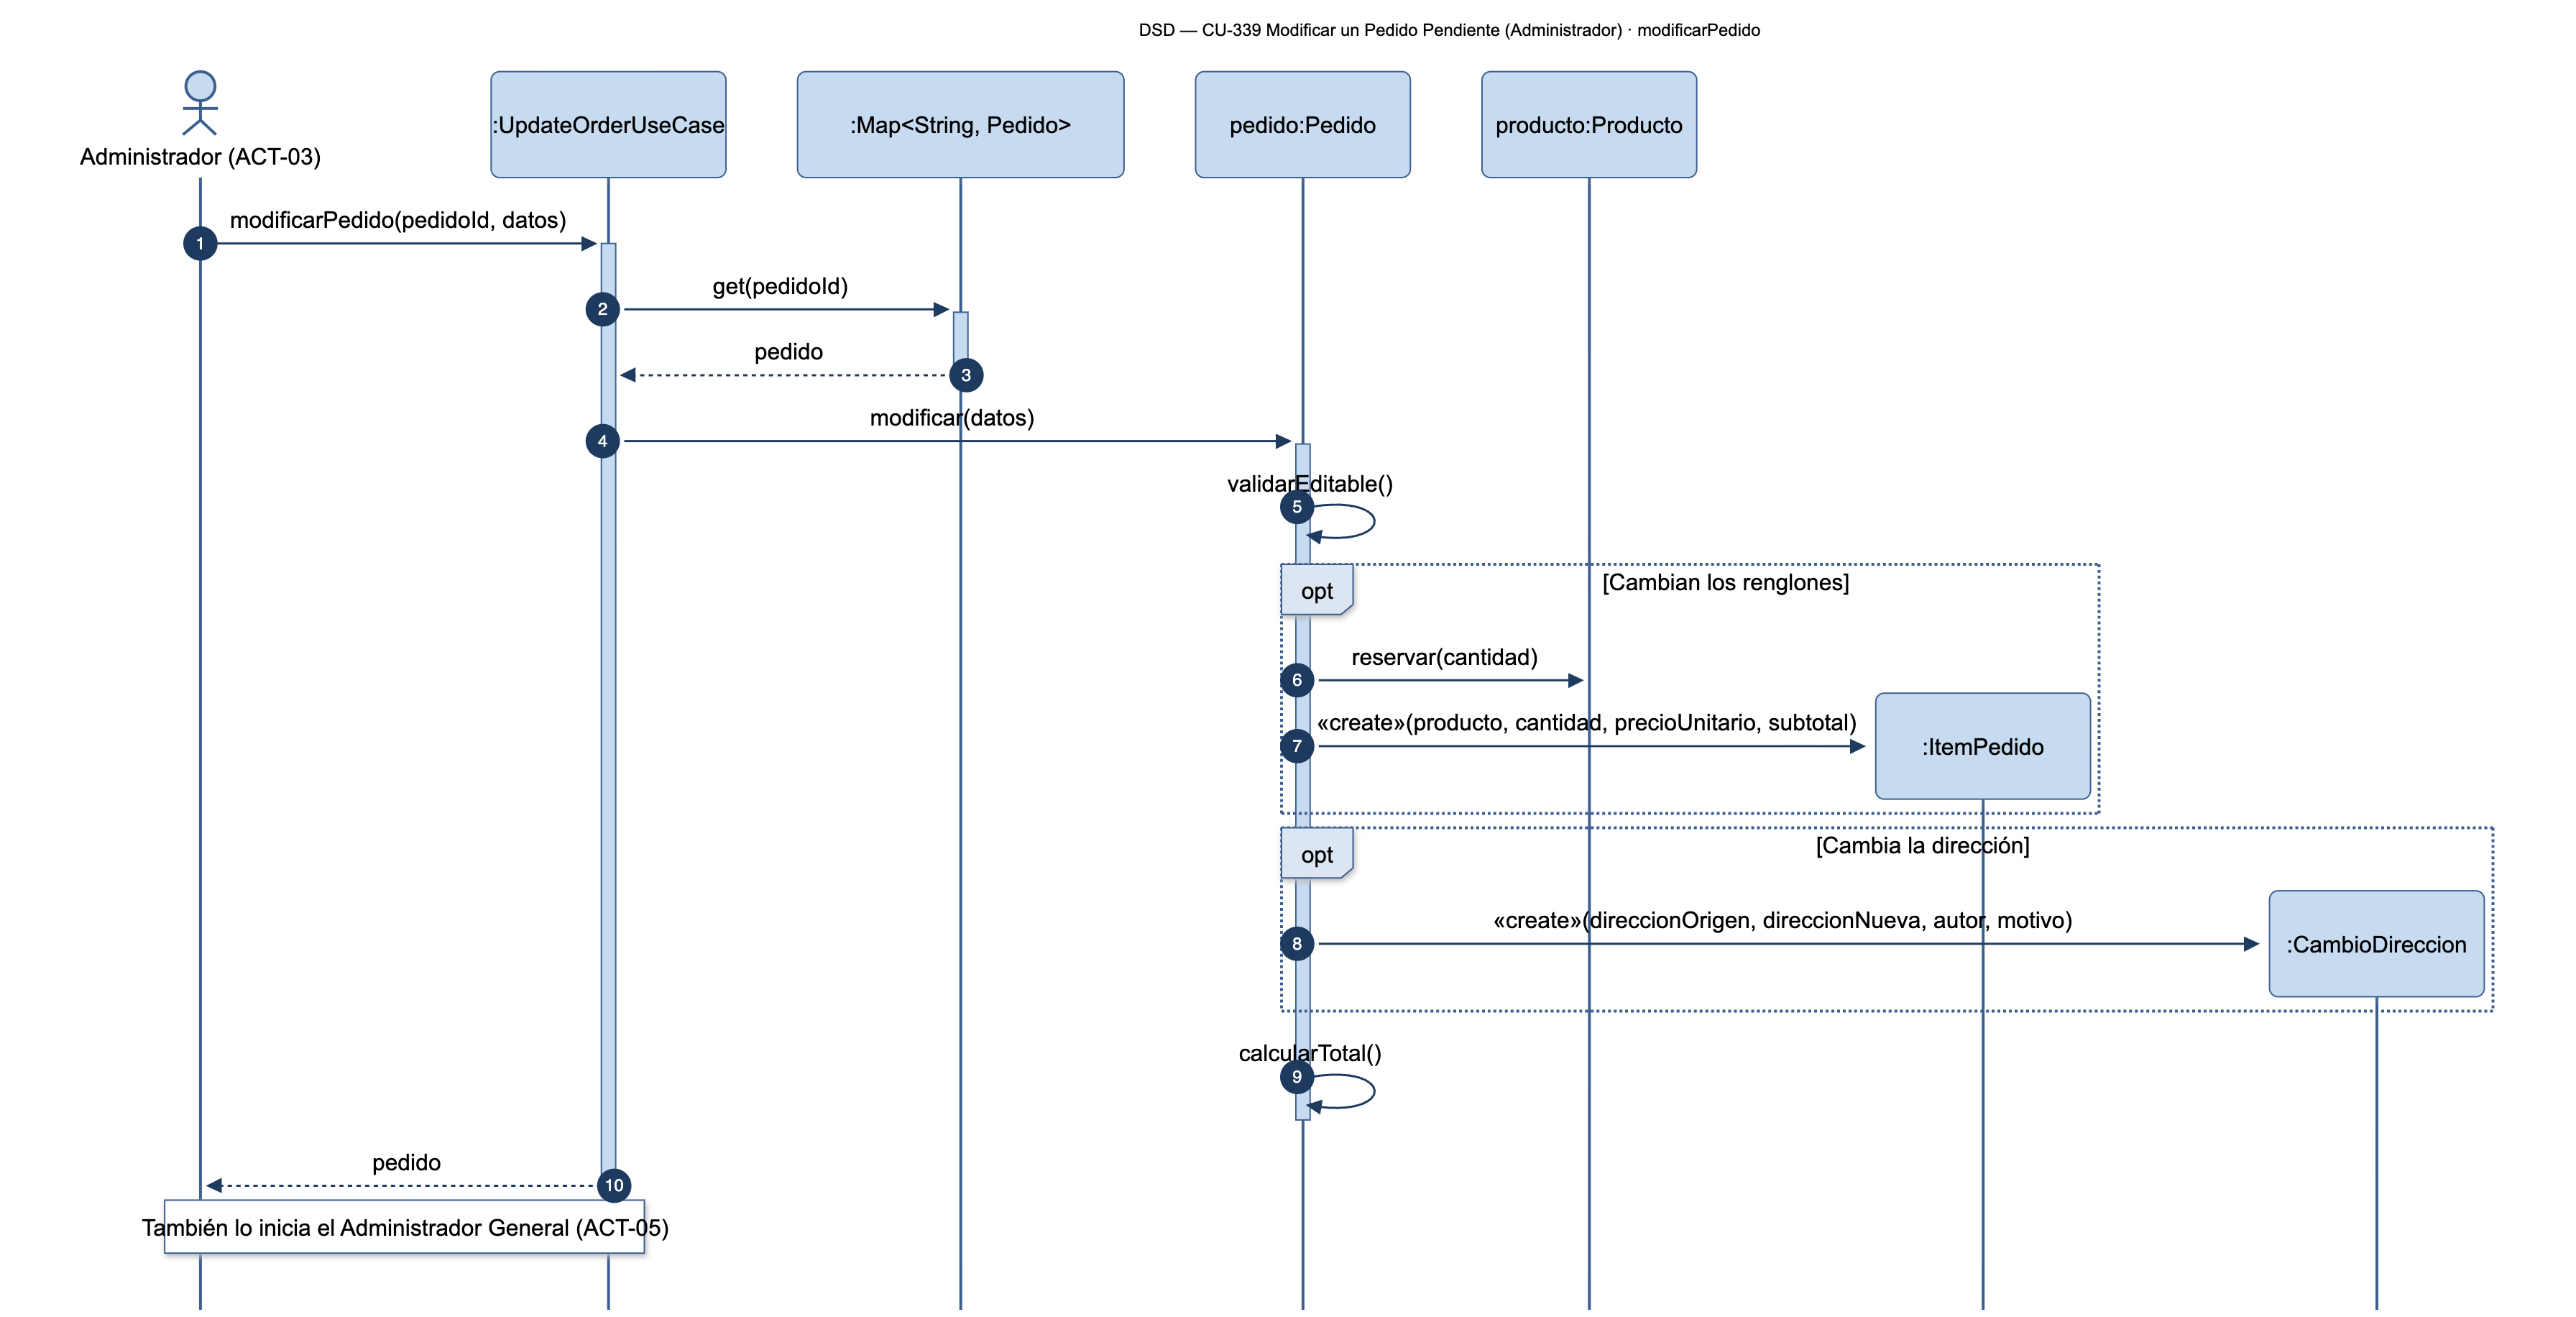 DSD — CU-339 Modificar un Pedido Pendiente (Administrador) · modificarPedido
Administrador (ACT-03)
:UpdateOrderUseCase
:Map<String, Pedido>
pedido:Pedido
producto:Producto
modificarPedido(pedidoId, datos)
1
get(pedidoId)
2
pedido
3
modificar(datos)
4
validarEditable()
5
opt
[Cambian los renglones]
reservar(cantidad)
6
«create»(producto, cantidad, precioUnitario, subtotal)
7
:ItemPedido
opt
[Cambia la dirección]
«create»(direccionOrigen, direccionNueva, autor, motivo)
8
:CambioDireccion
calcularTotal()
9
pedido
10
También lo inicia el Administrador General (ACT-05)